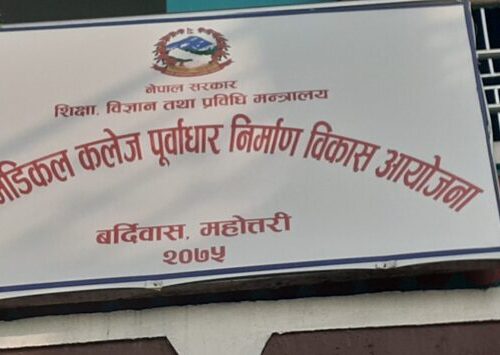 नेपाल सरकार
शिक्षा, विज्ञान तथा प्रविधि मन्त्रालय
मेडिकल कलेज पूर्वाधार निर्माण विकास आयोजना
बर्दिवास, महोत्तरी
२०७५